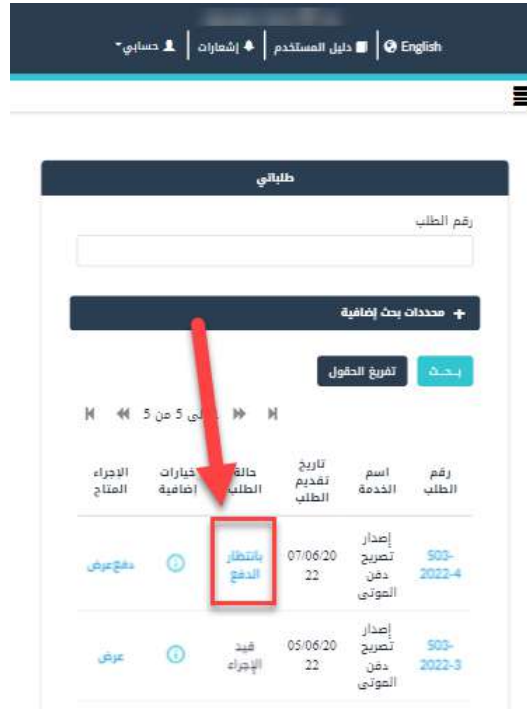 English دليل المستخدم إشعارات حسابي
طلباتي
رقم الطلب
+ محددات بحث إضافية
بـحـث تفريغ الحقول
لى 5 من 5
رقم الطلب اسم الخدمة تاريخ تقديم الطلب حالة الطلب خيارات إضافية الإجراء المتاح
S03-2022-4 إصدار تصريح دفن الموتى 07/06/2022 بانتظار الدفع دفع عرض
S03-2022-3 إصدار تصريح دفن الموتى 05/06/2022 قيد الإجراء عرض